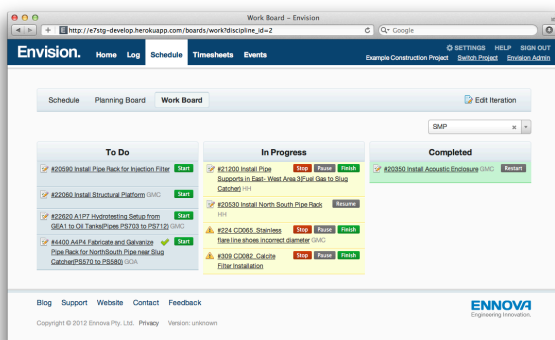 Work Board – Envision
http://e7stg-develop.herokuapp.com/boards/work?discipline_id=2
Google
Envision.
Home Log Schedule Timesheets Events
SETTINGS HELP SIGN OUT
Example Construction Project Switch Project Envision Admin
Schedule Planning Board Work Board
Edit Iteration
SMP
To Do
#20590 Install Pipe Rack for Injection Filter Start
#22060 Install Structural Platform GMC Start
#22620 A1P7 Hydrotesting Setup from Start
GEA1 to Oil Tanks(Pipes PS703 to PS712) GMC
#4400 A4P4 Fabricate and Galvanize Start
Pipe Rack for NorthSouth Pipe near Slug
Catcher(PS570 to PS580) GOA
In Progress
#21200 Install Pipe Stop Pause Finish
Supports in East- West Area 3(Fuel Gas to Slug
Catcher) HH
#20530 Install North South Pipe Rack Resume
HH
#224 CD065_Stainless Stop Pause Finish
flare line shoes incorrect diameter GMC
#309 CD082_Calcite Stop Pause Finish
Filter Installation
Completed
#20350 Install Acoustic Enclosure GMC Restart
Blog Support Website Contact Feedback
Copyright © 2012 Ennova Pty. Ltd. Privacy Version: unknown
ENNOVA
Engineering Innovation.